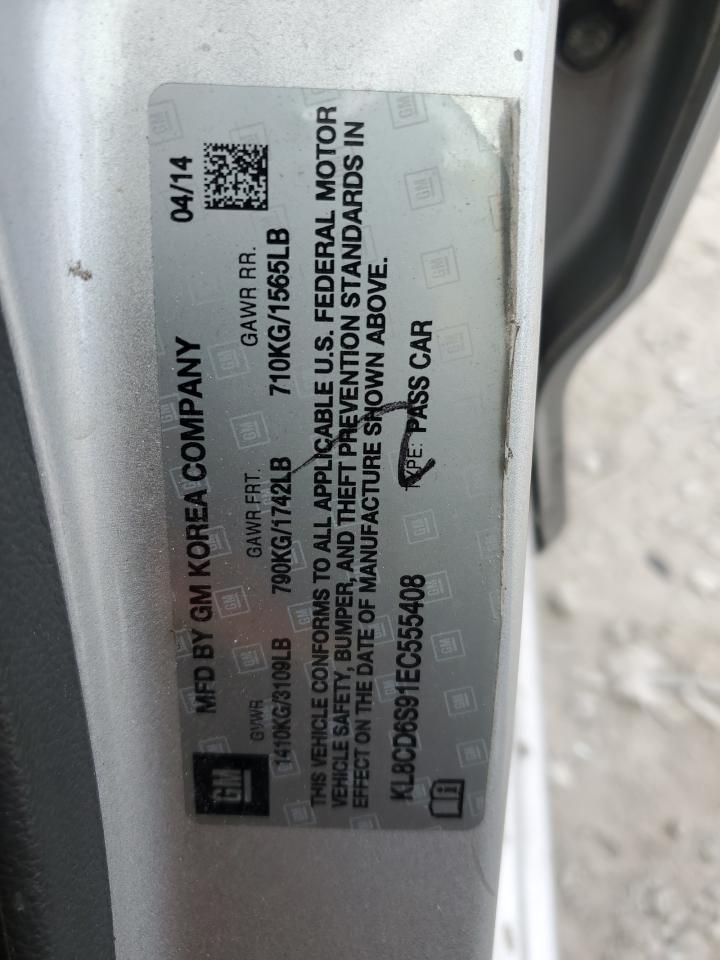 MFD BY GM KOREA COMPANY 04/14
GM
GVWR GAWR FRT. GAWR RR.
1410KG/3109LB 790KG/1742LB 710KG/1565LB
THIS VEHICLE CONFORMS TO ALL APPLICABLE U.S. FEDERAL MOTOR
VEHICLE SAFETY, BUMPER, AND THEFT PREVENTION STANDARDS IN
EFFECT ON THE DATE OF MANUFACTURE SHOWN ABOVE.
KL8CD6S91EC555408 TYPE: PASS CAR